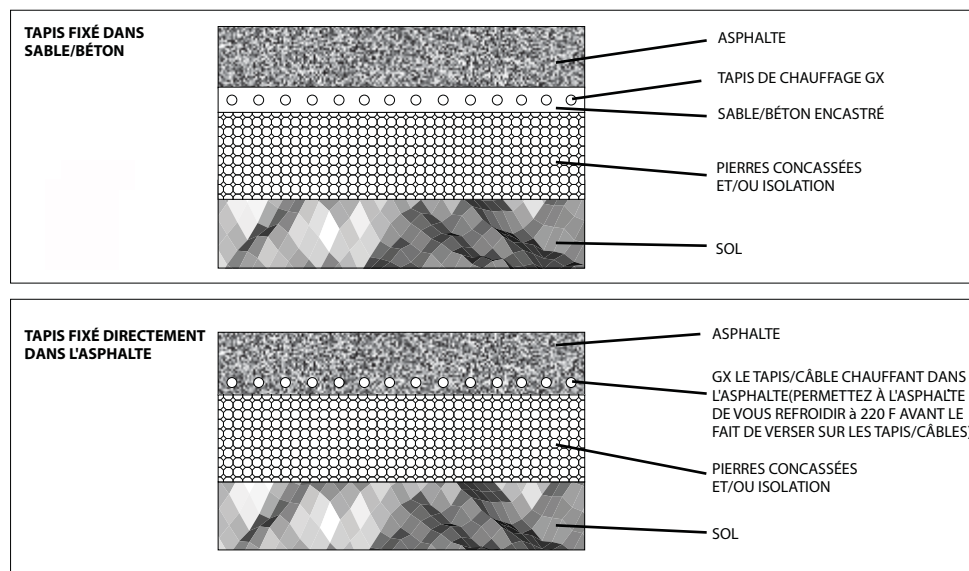 TAPIS FIXÉ DANS
SABLE/BÉTON
ASPHALTE
TAPIS DE CHAUFFAGE GX
SABLE/BÉTON ENCASTRÉ
PIERRES CONCASSÉES
ET/OU ISOLATION
SOL
TAPIS FIXÉ DIRECTEMENT
DANS L'ASPHALTE
ASPHALTE
GX LE TAPIS/CÂBLE CHAUFFANT DANS
L'ASPHALTE(PERMETTEZ À L'ASPHALTE
DE VOUS REFROIDIR à 220 F AVANT LE
FAIT DE VERSER SUR LES TAPIS/CÂBLES)
PIERRES CONCASSÉES
ET/OU ISOLATION
SOL